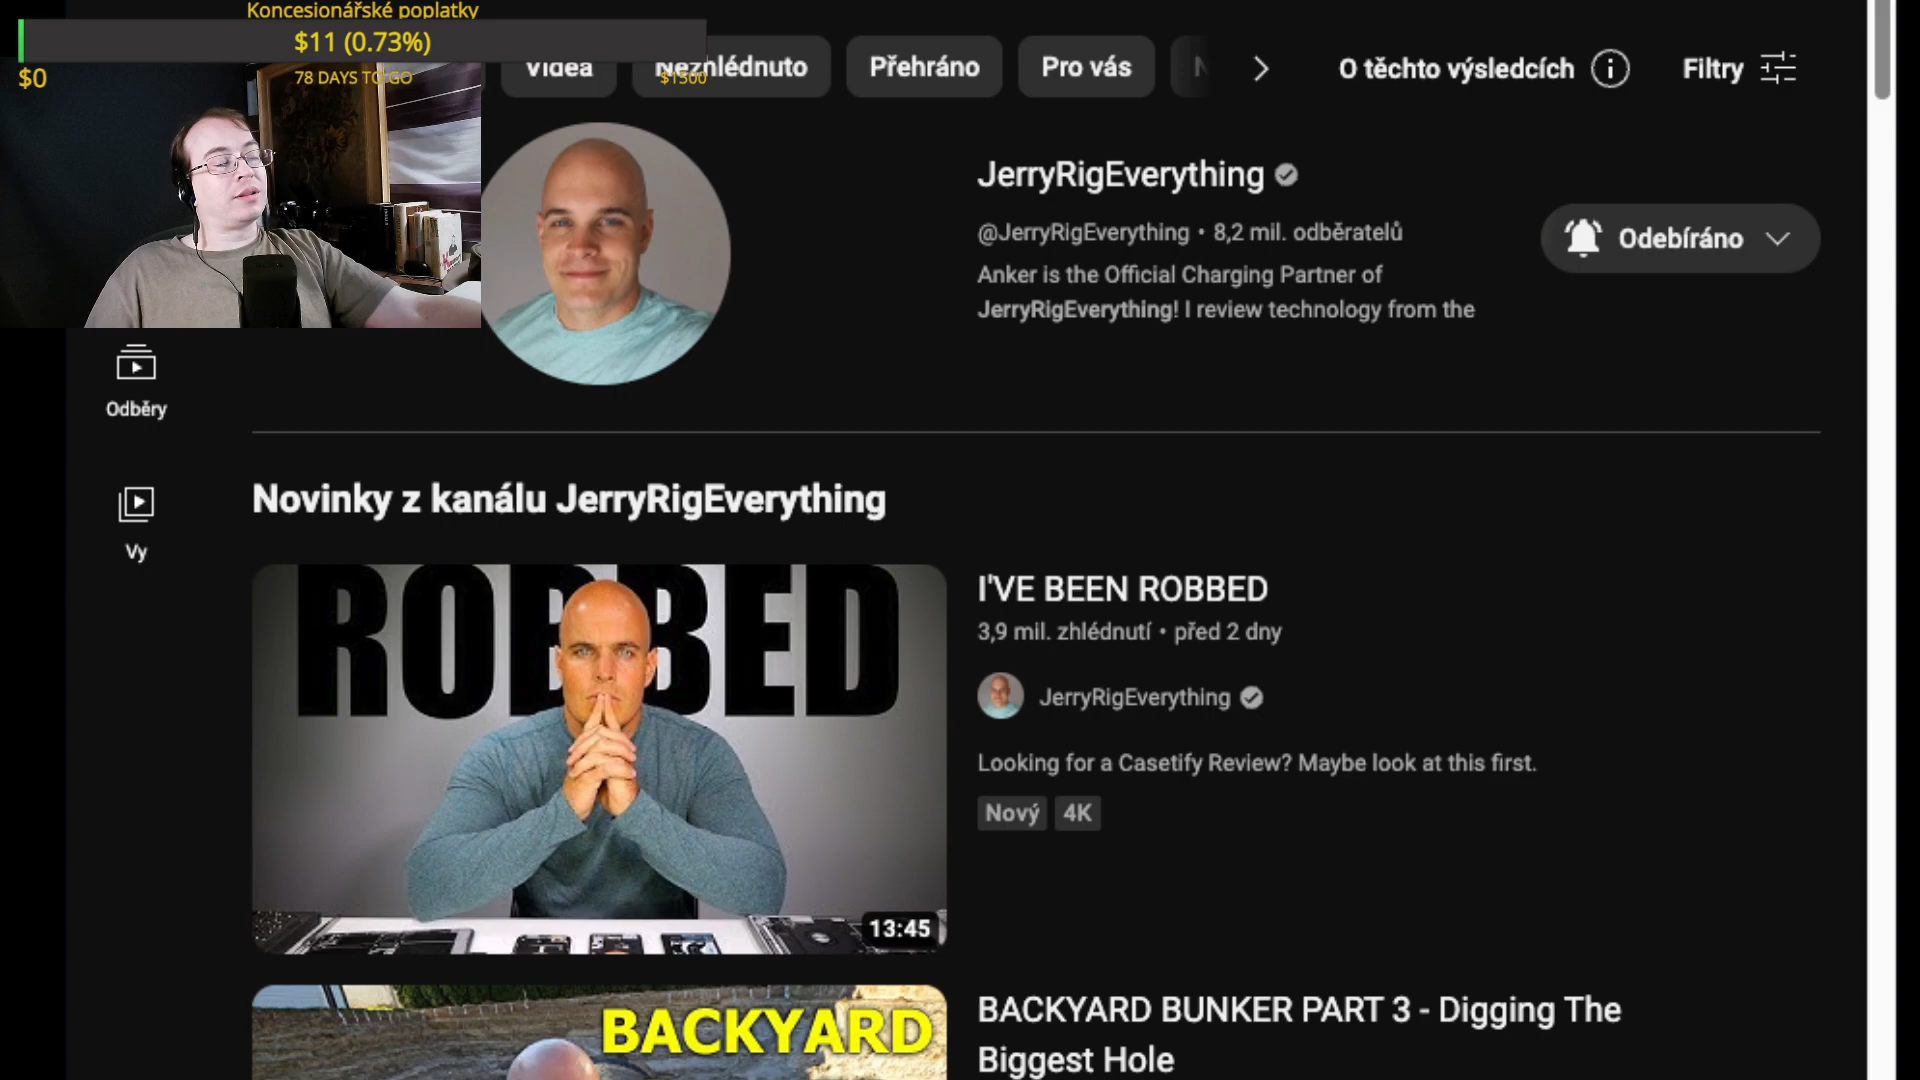 Koncesionářské poplatky
$11 (0.73%)
$0
78 DAYS TO GO
$1500
Videa
Nezhlédnuto
Přehráno
Pro vás
O těchto výsledcích
Filtry
JerryRigEverything
@JerryRigEverything • 8,2 mil. odběratelů
Anker is the Official Charging Partner of
JerryRigEverything! I review technology from the
Odebíráno
Odběry
Vy
Novinky z kanálu JerryRigEverything
ROBBED
13:45
I'VE BEEN ROBBED
3,9 mil. zhlédnutí • před 2 dny
JerryRigEverything
Looking for a Casetify Review? Maybe look at this first.
Nový
4K
BACKYARD
BACKYARD BUNKER PART 3 - Digging The
Biggest Hole